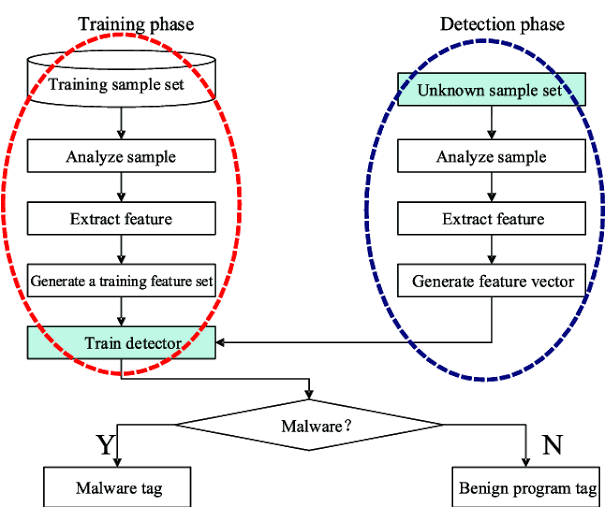 Training phase
Detection phase
Training sample set
Unknown sample set
Analyze sample
Analyze sample
Extract feature
Extract feature
Generate a training feature set
Generate feature vector
Train detector
Malware?
Y
N
Malware tag
Benign program tag